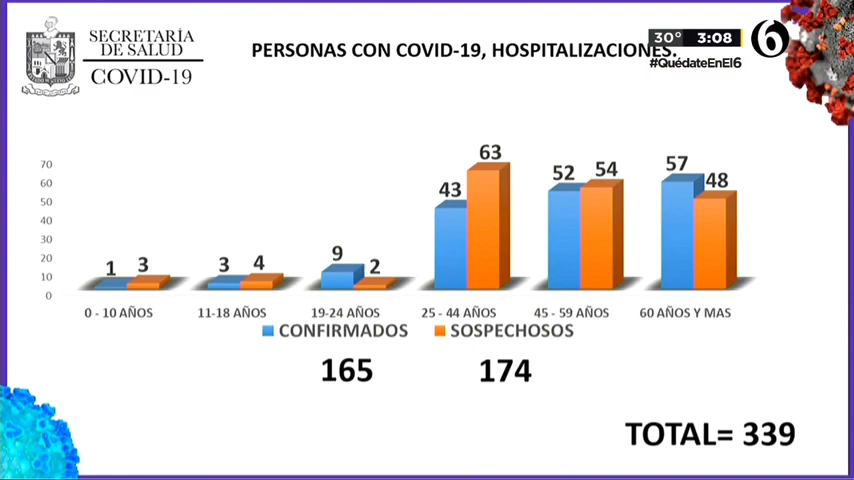 SECRETARÍA
DE SALUD
COVID-19
PERSONAS CON COVID-19, HOSPITALIZACIONES.
30° 3:08 6
#QuédateEnEl6
70
60
50
40
30
20
10
0
1 3 3 4 9 2 43 63 52 54 57 48
0 - 10 AÑOS 11-18 AÑOS 19-24 AÑOS 25 - 44 AÑOS 45 - 59 AÑOS 60 AÑOS Y MAS
CONFIRMADOS SOSPECHOSOS
165 174
TOTAL= 339